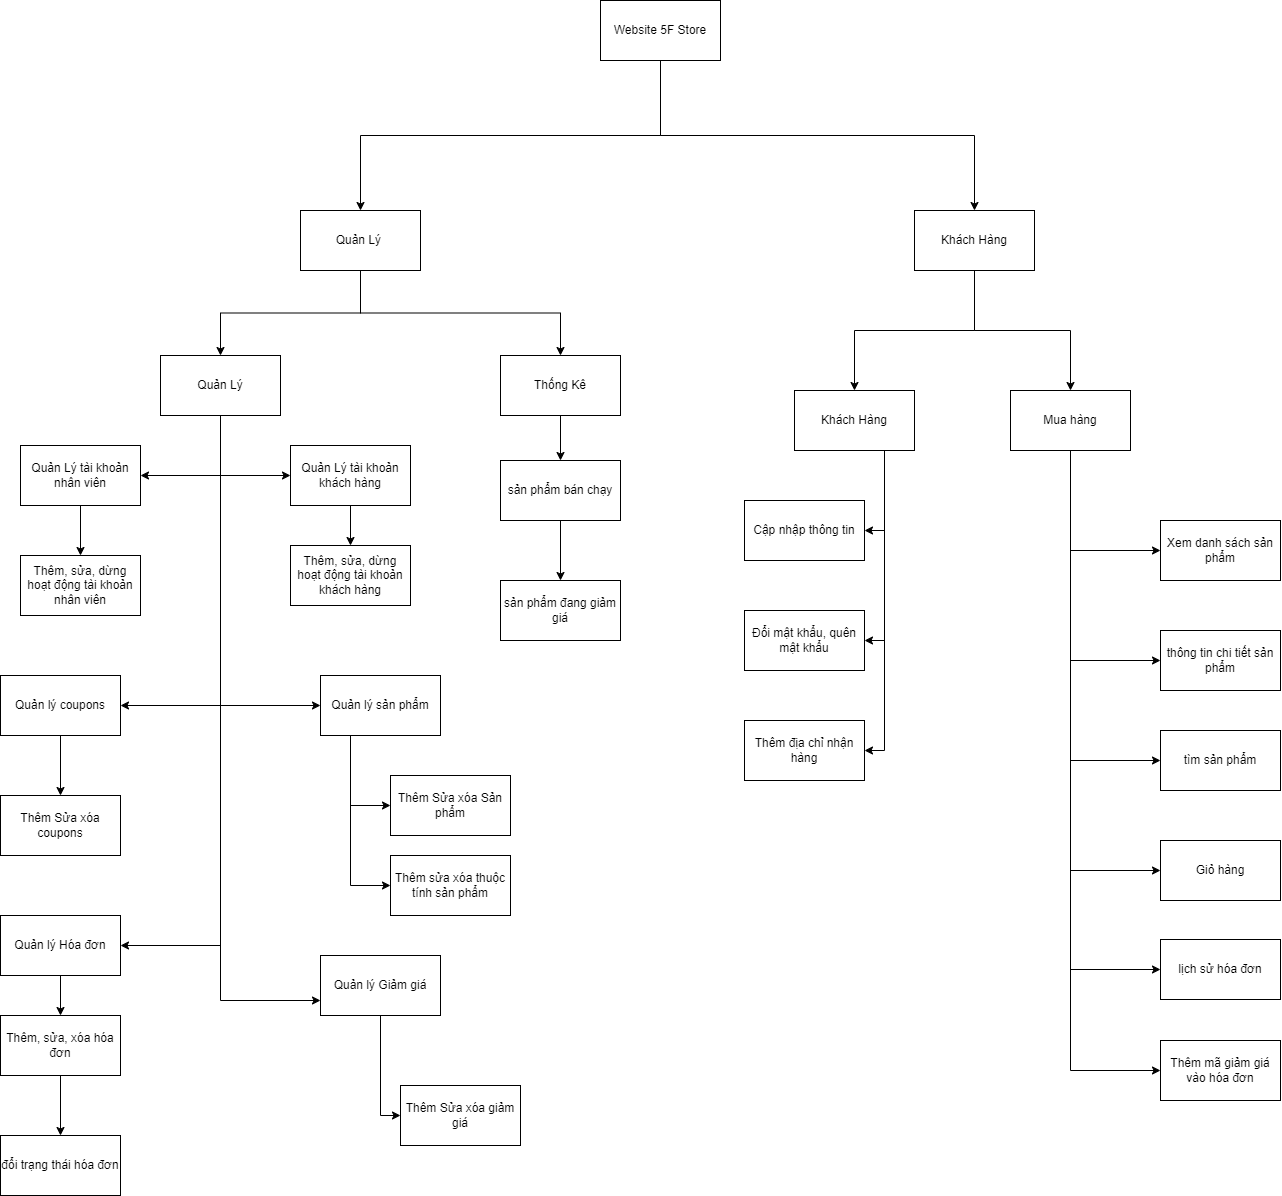 Website 5F Store
Quản Lý
Khách Hàng
Quản Lý
Thống Kê
Khách Hàng
Mua hàng
Quản Lý tài khoản
nhân viên
Quản Lý tài khoản
khách hàng
sản phẩm bán chạy
Cập nhập thông tin
Xem danh sách sản
phẩm
Thêm, sửa, dừng
hoạt động tài khoản
nhân viên
Thêm, sửa, dừng
hoạt động tài khoản
khách hàng
sản phẩm đang giảm
giá
Đổi mật khẩu, quên
mật khẩu
thông tin chi tiết sản
phẩm
Quản lý coupons
Quản lý sản phẩm
Thêm địa chỉ nhận
hàng
tìm sản phẩm
Thêm Sửa xóa
coupons
Thêm Sửa xóa Sản
phẩm
Thêm sửa xóa thuộc
tính sản phẩm
Giỏ hàng
Quản lý Hóa đơn
Quản lý Giảm giá
lịch sử hóa đơn
Thêm, sửa, xóa hóa
đơn
Thêm mã giảm giá
vào hóa đơn
Thêm Sửa xóa giảm
giá
đổi trạng thái hóa đơn